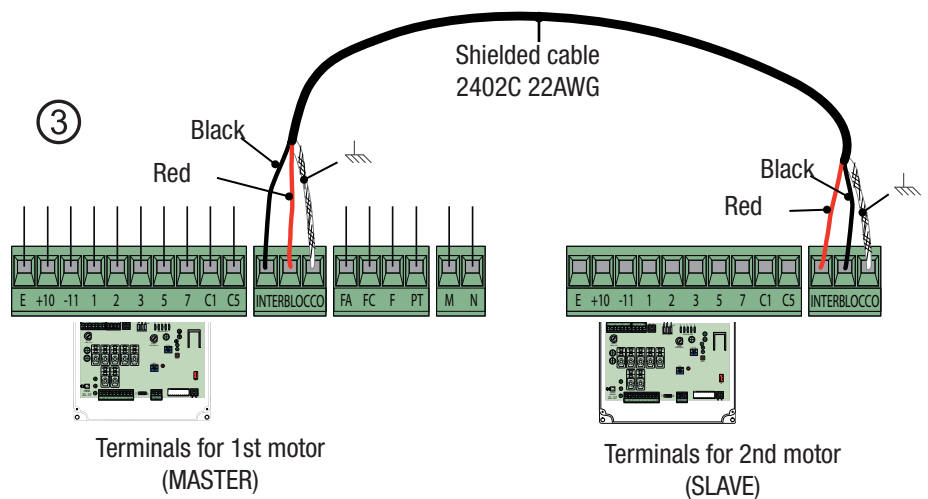 Shielded cable
2402C 22AWG
3
Black
Red
Black
Red
E +10 -11 1 2 3 5 7 C1 C5 INTERBLOCCO FA FC F PT M N
E +10 -11 1 2 3 5 7 C1 C5 INTERBLOCCO
Terminals for 1st motor
(MASTER)
Terminals for 2nd motor
(SLAVE)